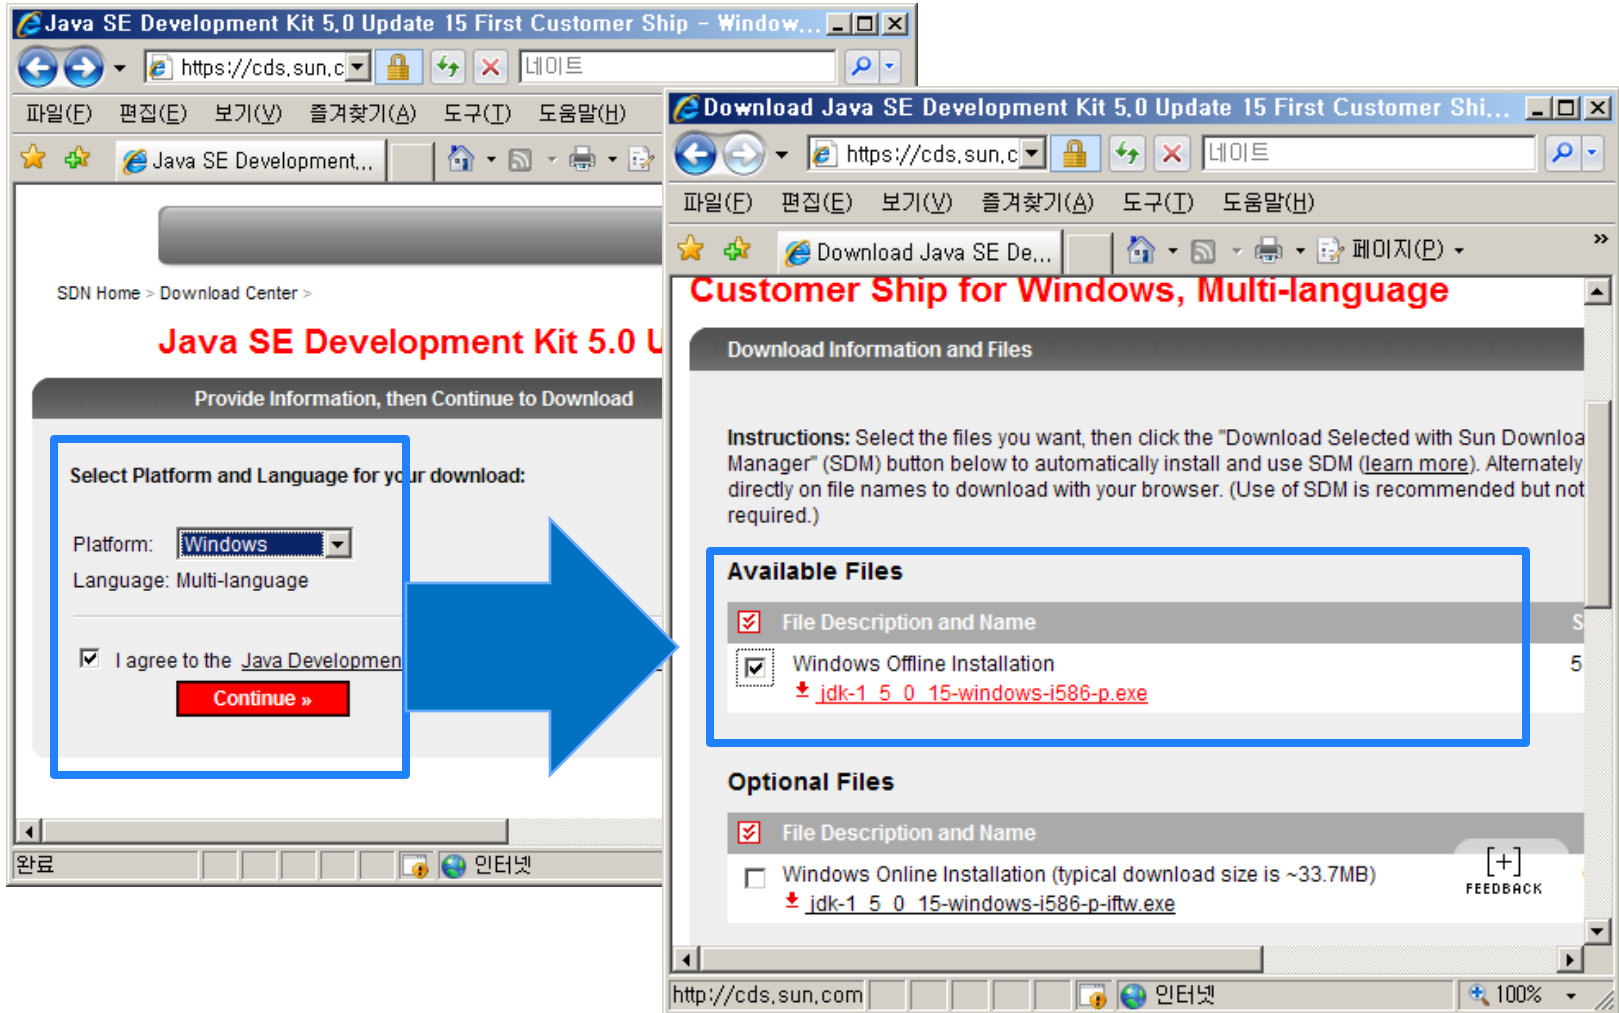 Java SE Development Kit 5.0 Update 15 First Customer Ship - Window...
https://cds.sun.c
네이트
파일(F) 편집(E) 보기(V) 즐겨찾기(A) 도구(T) 도움말(H)
Java SE Development...
SDN Home > Download Center >
Java SE Development Kit 5.0 U
Provide Information, then Continue to Download
Select Platform and Language for your download:
Platform: Windows
Language: Multi-language
I agree to the Java Developmen
Continue »
완료
인터넷
Download Java SE Development Kit 5.0 Update 15 First Customer Shi...
https://cds.sun.c
네이트
파일(F) 편집(E) 보기(V) 즐겨찾기(A) 도구(T) 도움말(H)
Download Java SE De...
페이지(P)
»
Customer Ship for Windows, Multi-language
Download Information and Files
Instructions: Select the files you want, then click the "Download Selected with Sun Downloa
Manager" (SDM) button below to automatically install and use SDM (learn more). Alternately,
directly on file names to download with your browser. (Use of SDM is recommended but not
required.)
Available Files
File Description and Name S
Windows Offline Installation 5
jdk-1_5_0_15-windows-i586-p.exe
Optional Files
File Description and Name
Windows Online Installation (typical download size is ~33.7MB)
jdk-1_5_0_15-windows-i586-p-iftw.exe
[+]
FEEDBACK
http://cds.sun.com
인터넷
100%